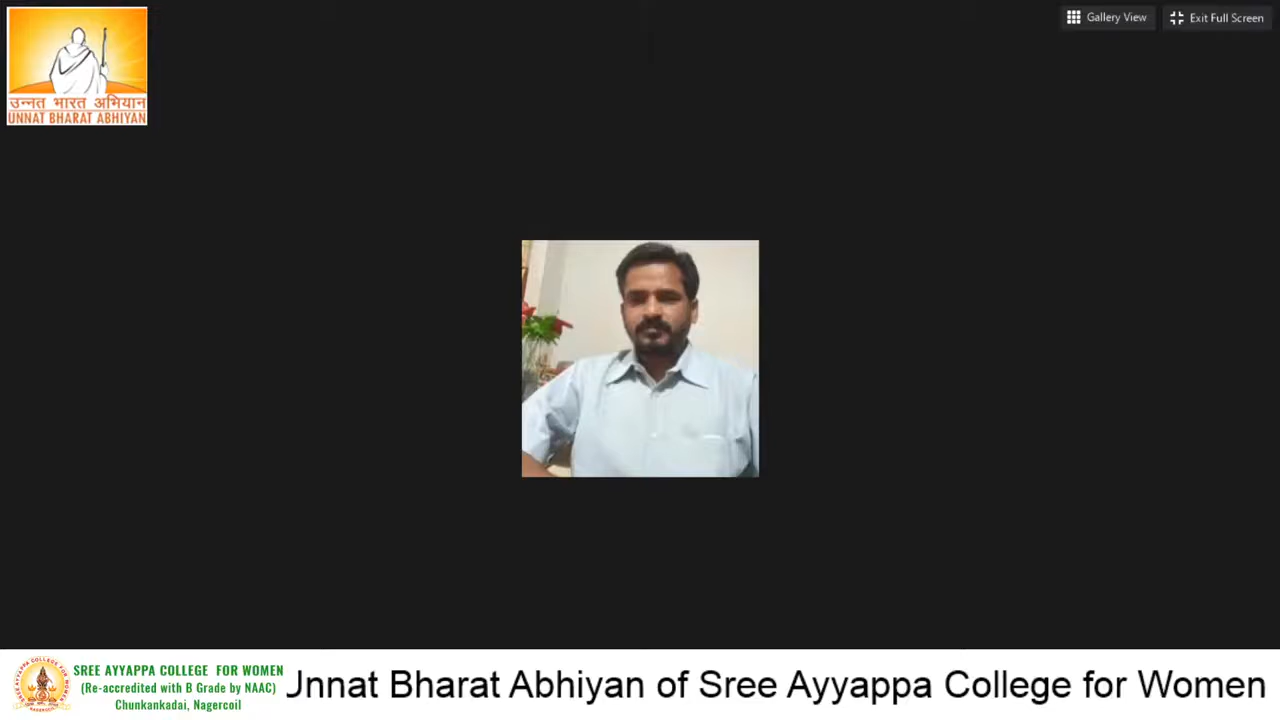 Gallery View
Exit Full Screen
उन्नत भारत अभियान
UNNAT BHARAT ABHIYAN
SREE AYYAPPA COLLEGE FOR WOMEN
(Re-accredited with B Grade by NAAC)
Chunkankadai, Nagercoil
Unnat Bharat Abhiyan of Sree Ayyappa College for Women